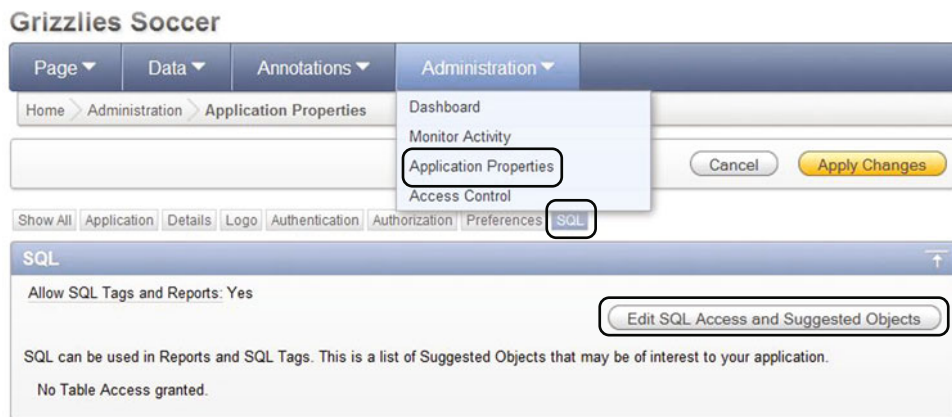 Grizzlies Soccer
Page Data Annotations Administration
Home Administration Application Properties
Dashboard
Monitor Activity
Application Properties
Access Control
Cancel Apply Changes
Show All Application Details Logo Authentication Authorization Preferences SQL
SQL
Allow SQL Tags and Reports: Yes
Edit SQL Access and Suggested Objects
SQL can be used in Reports and SQL Tags. This is a list of Suggested Objects that may be of interest to your application.
No Table Access granted.